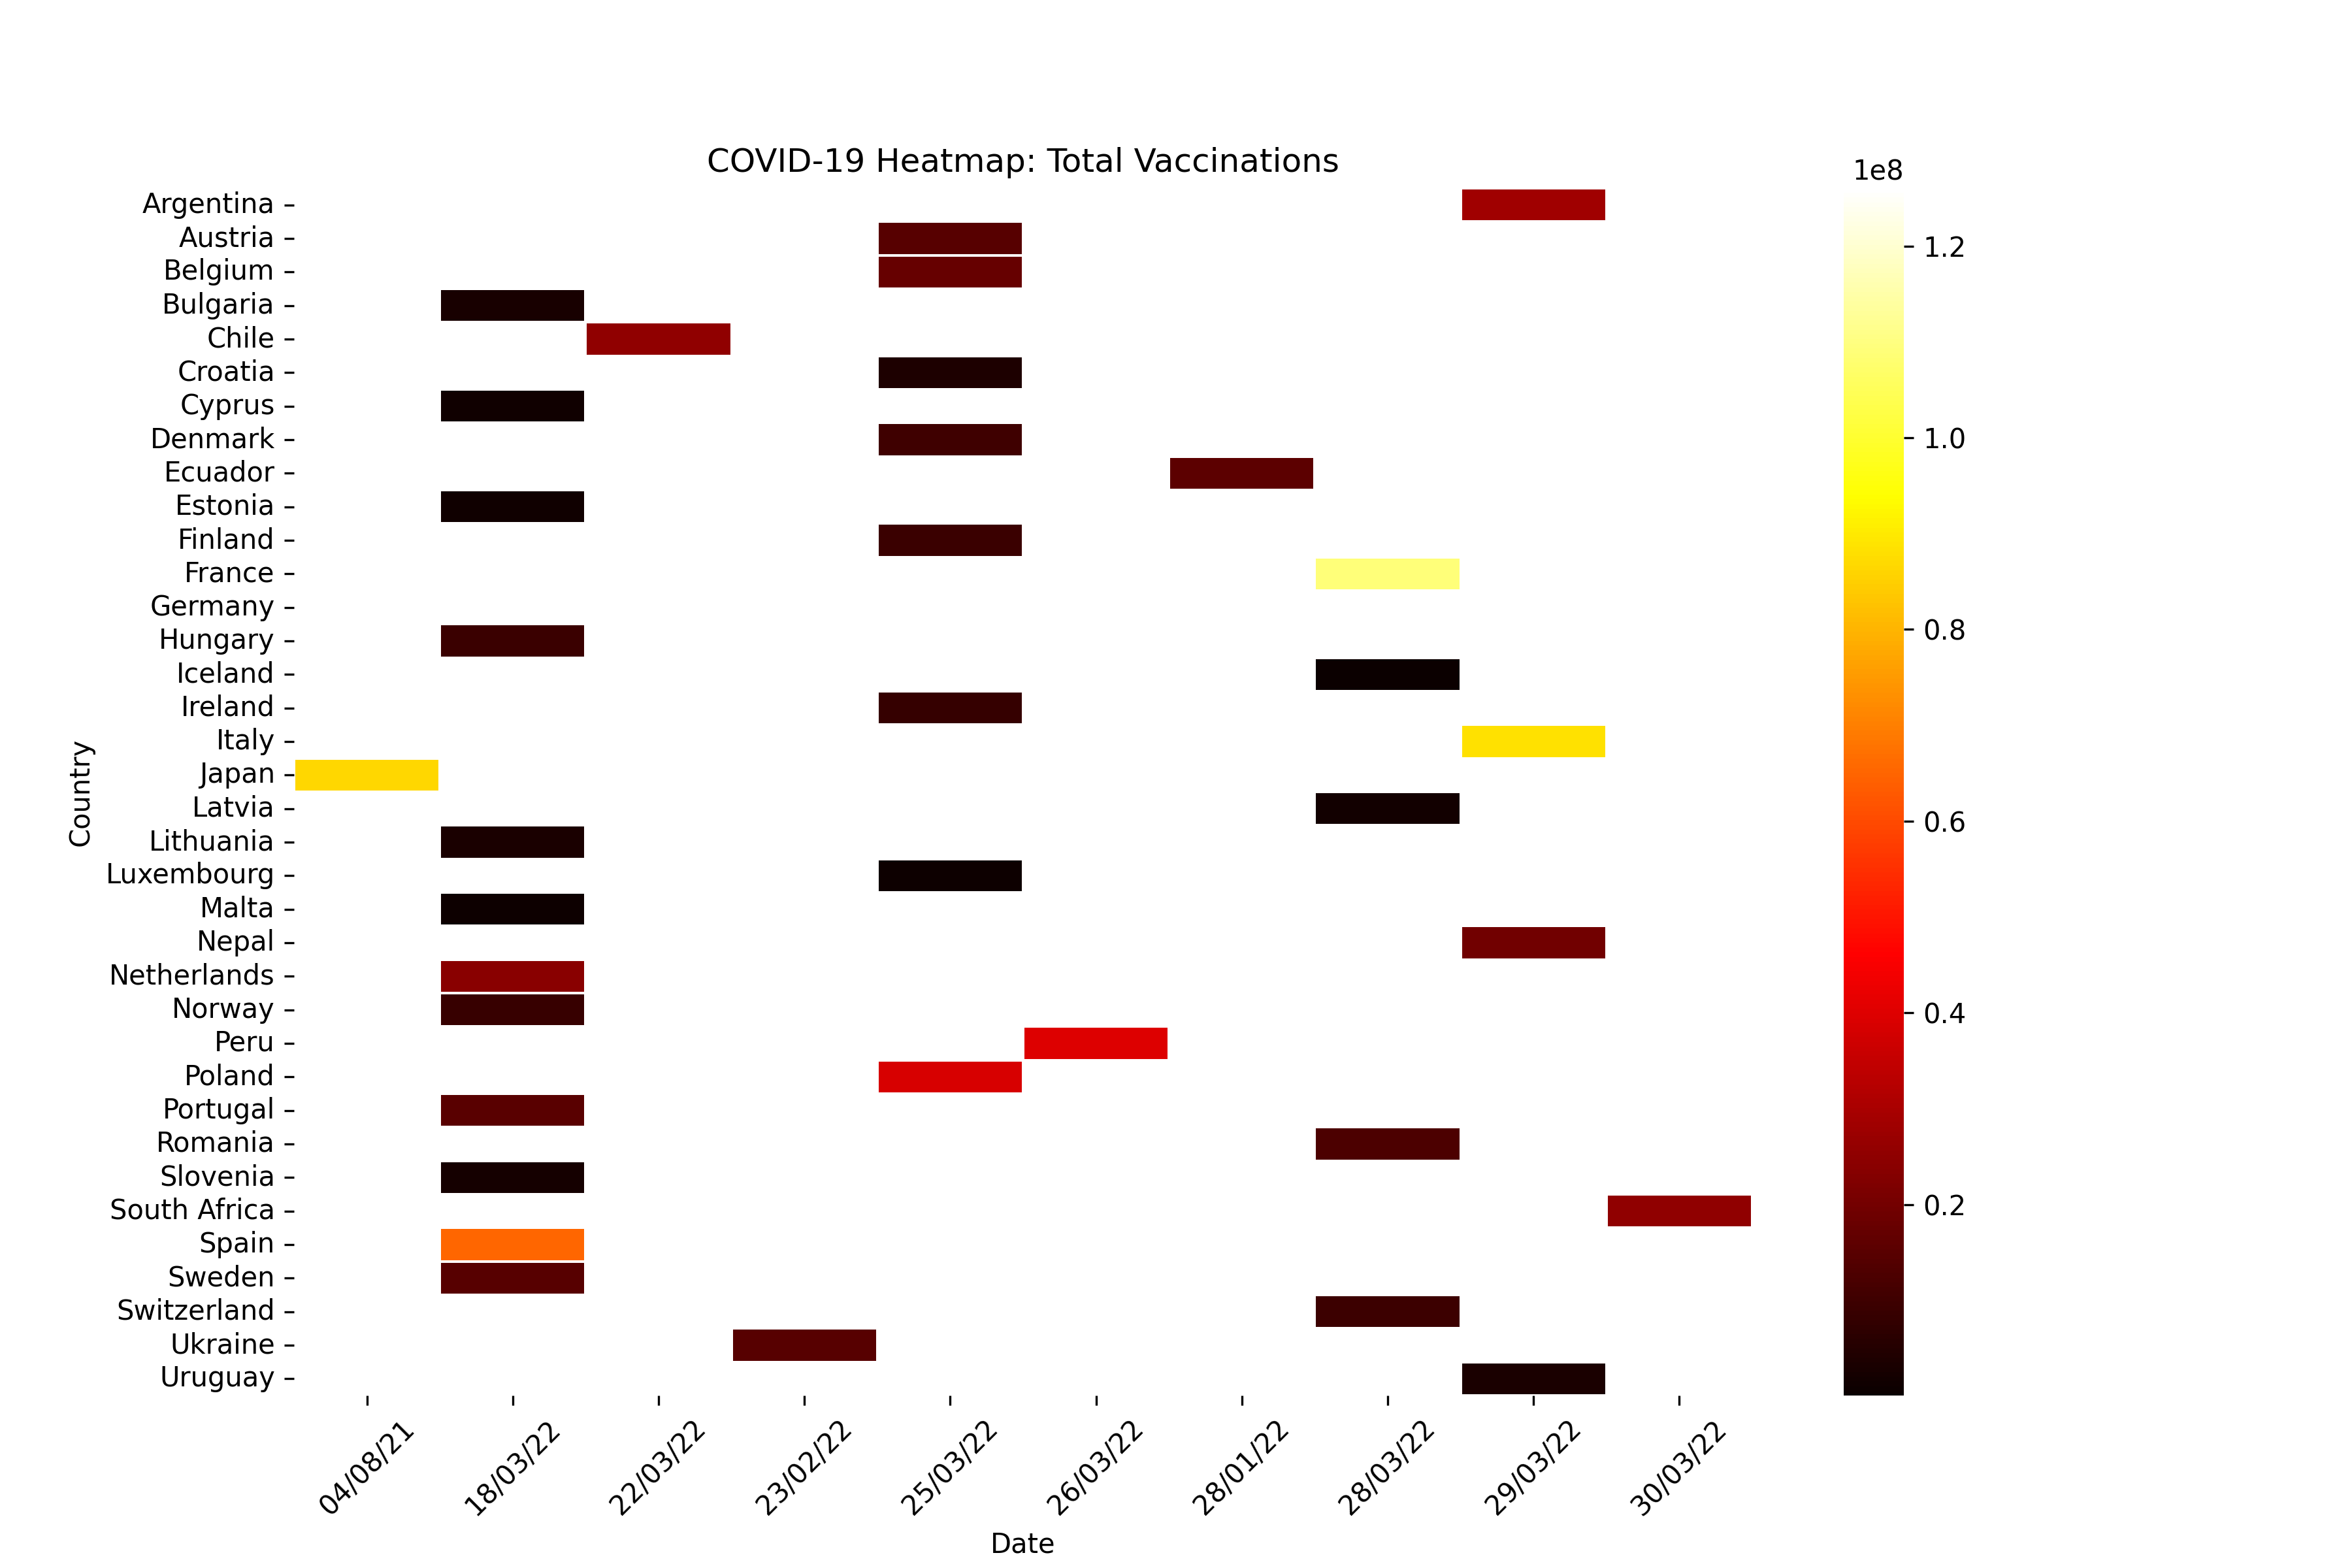 COVID-19 Heatmap: Total Vaccinations
1e8
Argentina
Austria
Belgium
Bulgaria
Chile
Croatia
Cyprus
Denmark
Ecuador
Estonia
Finland
France
Germany
Hungary
Iceland
Ireland
Italy
Japan
Latvia
Lithuania
Luxembourg
Malta
Nepal
Netherlands
Norway
Peru
Poland
Portugal
Romania
Slovenia
South Africa
Spain
Sweden
Switzerland
Ukraine
Uruguay
Country
04/08/21
18/03/22
22/03/22
23/02/22
25/03/22
26/03/22
28/01/22
28/03/22
29/03/22
30/03/22
Date
1.2
1.0
0.8
0.6
0.4
0.2